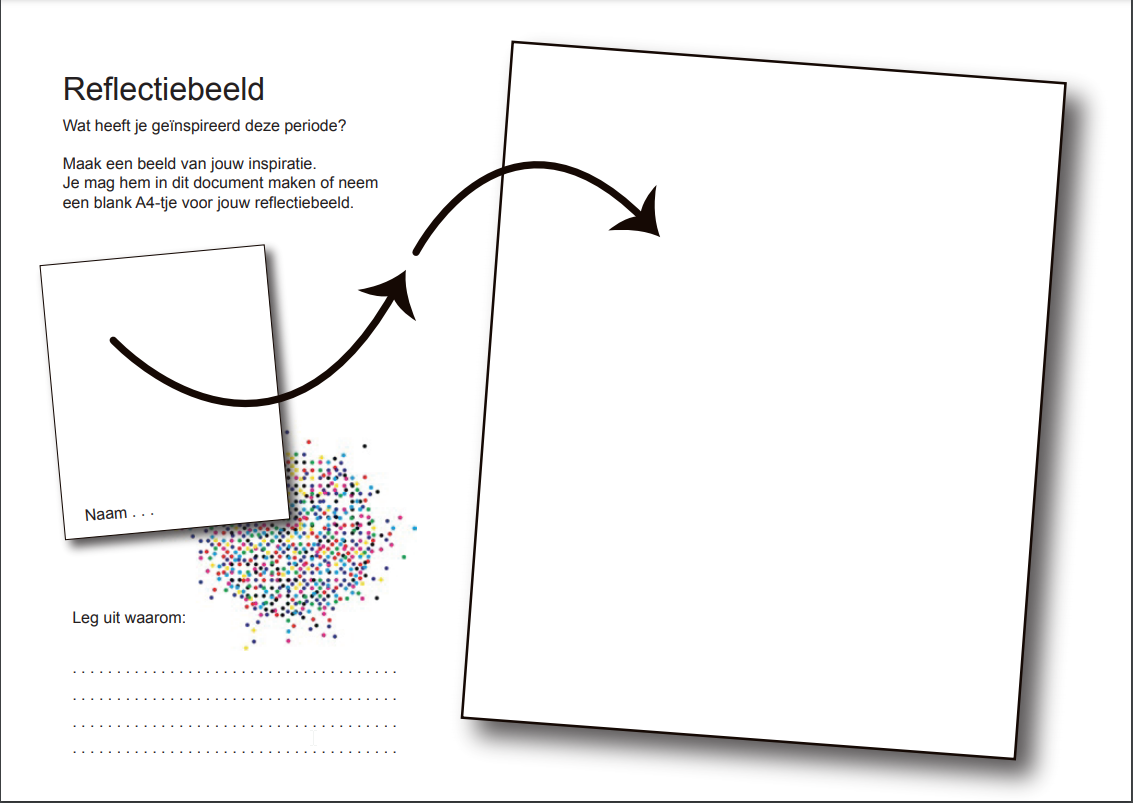 Reflectiebeeld
Wat heeft je geïnspireerd deze periode?
Maak een beeld van jouw inspiratie.
Je mag hem in dit document maken of neem
een blank A4-tje voor jouw reflectiebeeld.
Naam . . .
Leg uit waarom:
. . . . . . . . . . . . . . . . . . . . . . . . . . . . . . . . . . . . .
. . . . . . . . . . . . . . . . . . . . . . . . . . . . . . . . . . . . .
. . . . . . . . . . . . . . . . . . . . . . . . . . . . . . . . . . . . .
. . . . . . . . . . . . . . . . . . . . . . . . . . . . . . . . . . . . .